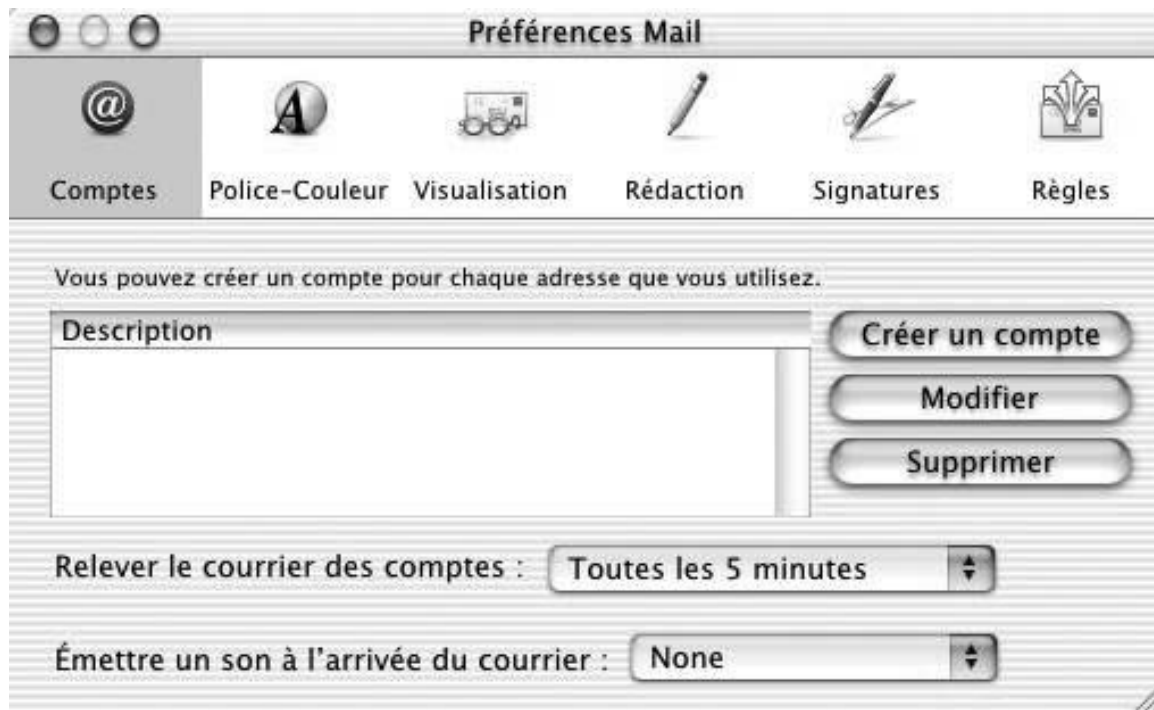 Préférences Mail
@
A
Comptes Police-Couleur Visualisation Rédaction Signatures Règles
Vous pouvez créer un compte pour chaque adresse que vous utilisez.
Description
Créer un compte
Modifier
Supprimer
Relever le courrier des comptes : Toutes les 5 minutes
Émettre un son à l'arrivée du courrier : None